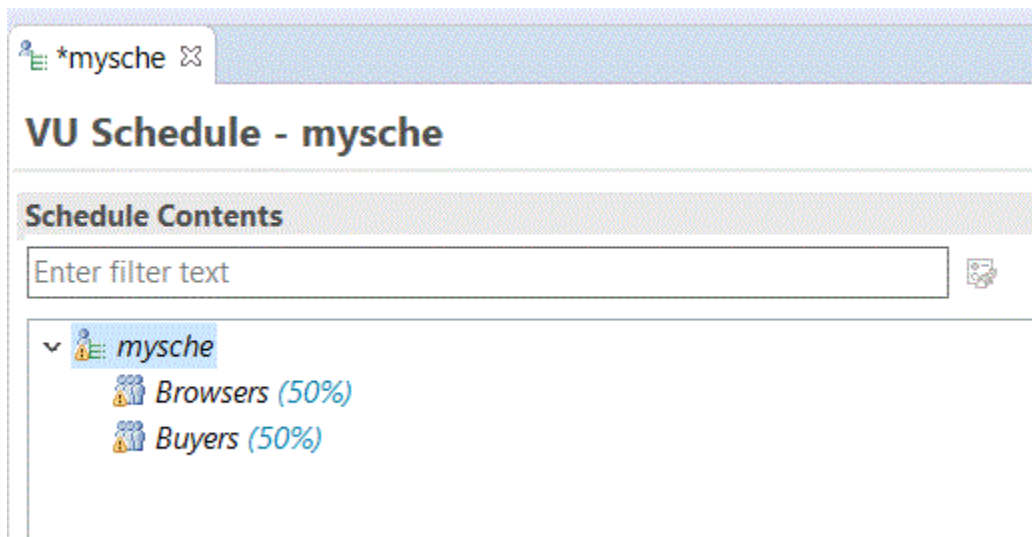 *mysche
VU Schedule - mysche
Schedule Contents
Enter filter text
mysche
Browsers (50%)
Buyers (50%)